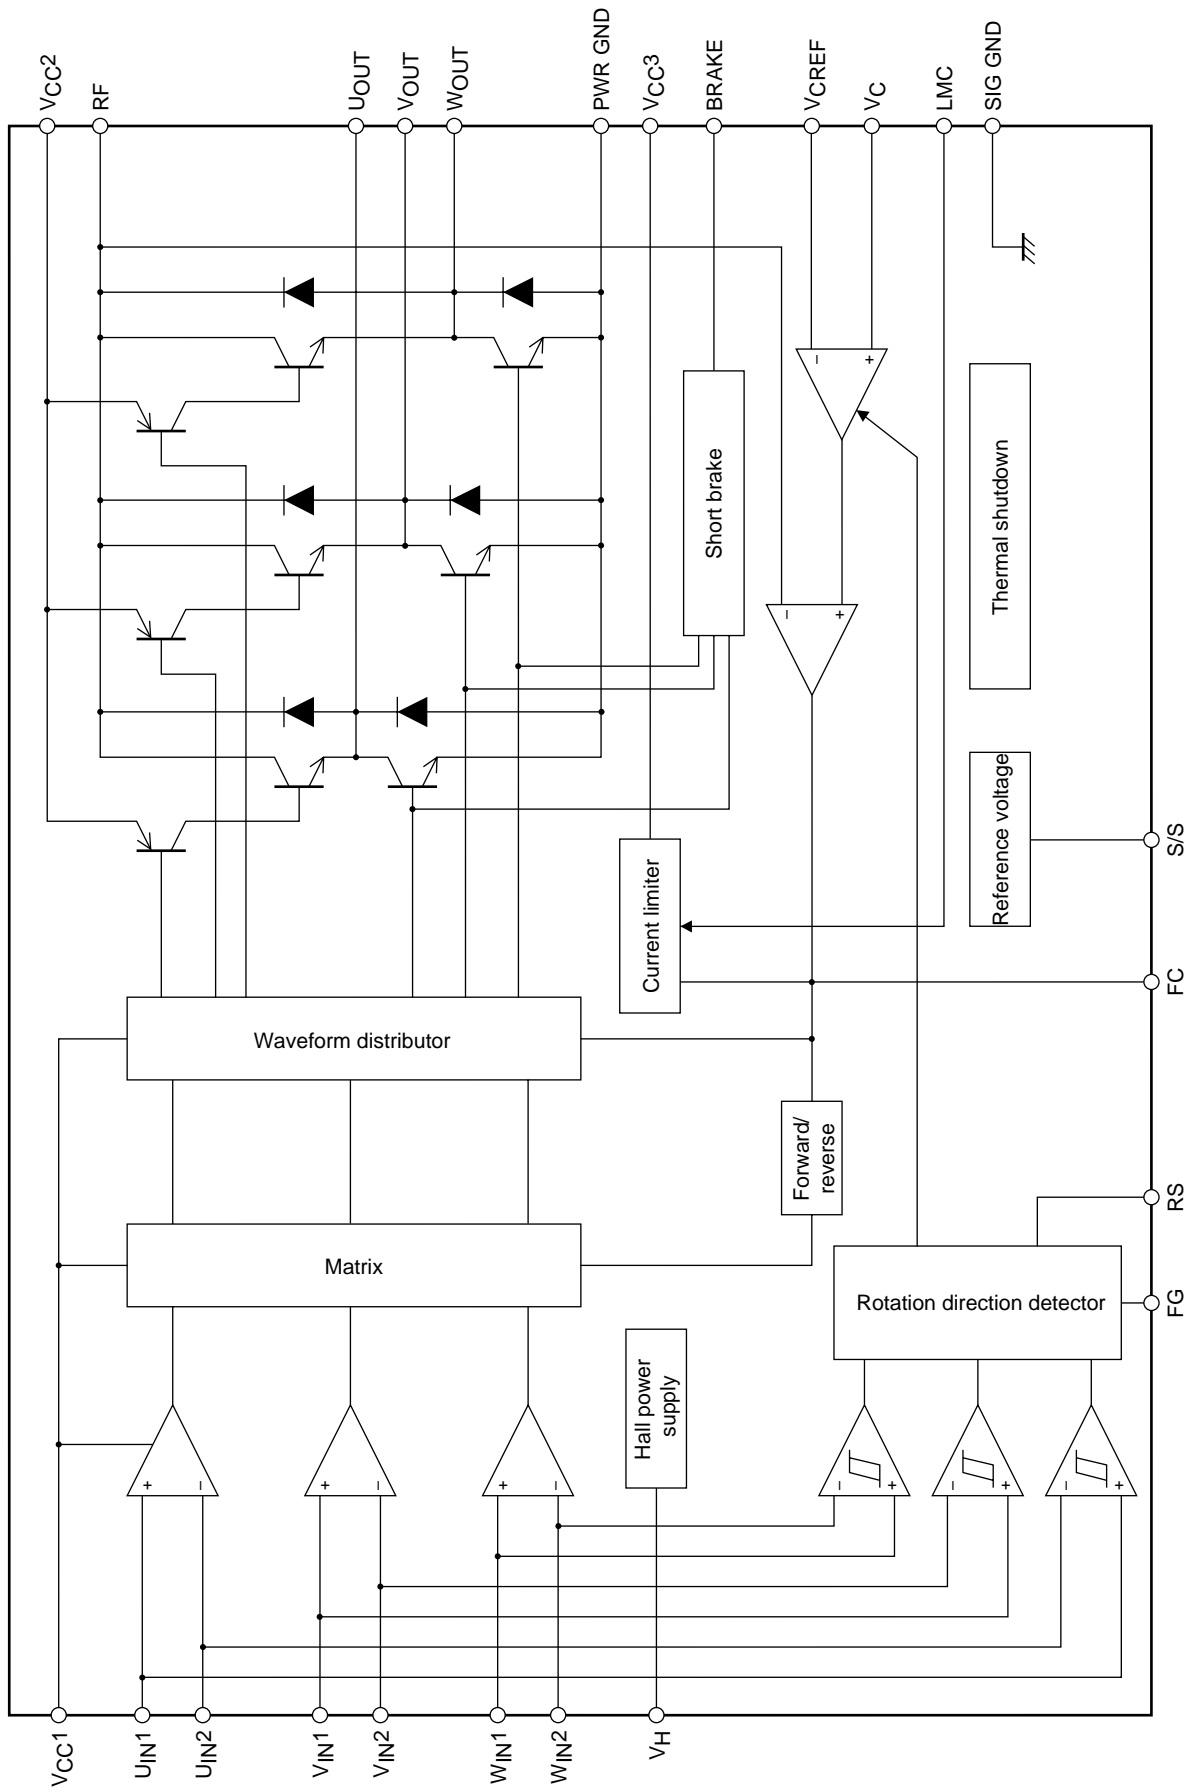 VCC2
RF
UOUT
VOUT
WOUT
PWR GND
VCC3
BRAKE
VCREF
VC
LMC
SIG GND
− +
Short brake
Thermal shutdown
− +
Current limiter
Reference voltage
S/S
FC
Waveform distributor
Forward/
reverse
RS
Matrix
Rotation direction detector
FG
Hall power
supply
+ −
+ −
+ −
− +
− +
− +
VCC1
UIN1
UIN2
VIN1
VIN2
WIN1
WIN2
VH